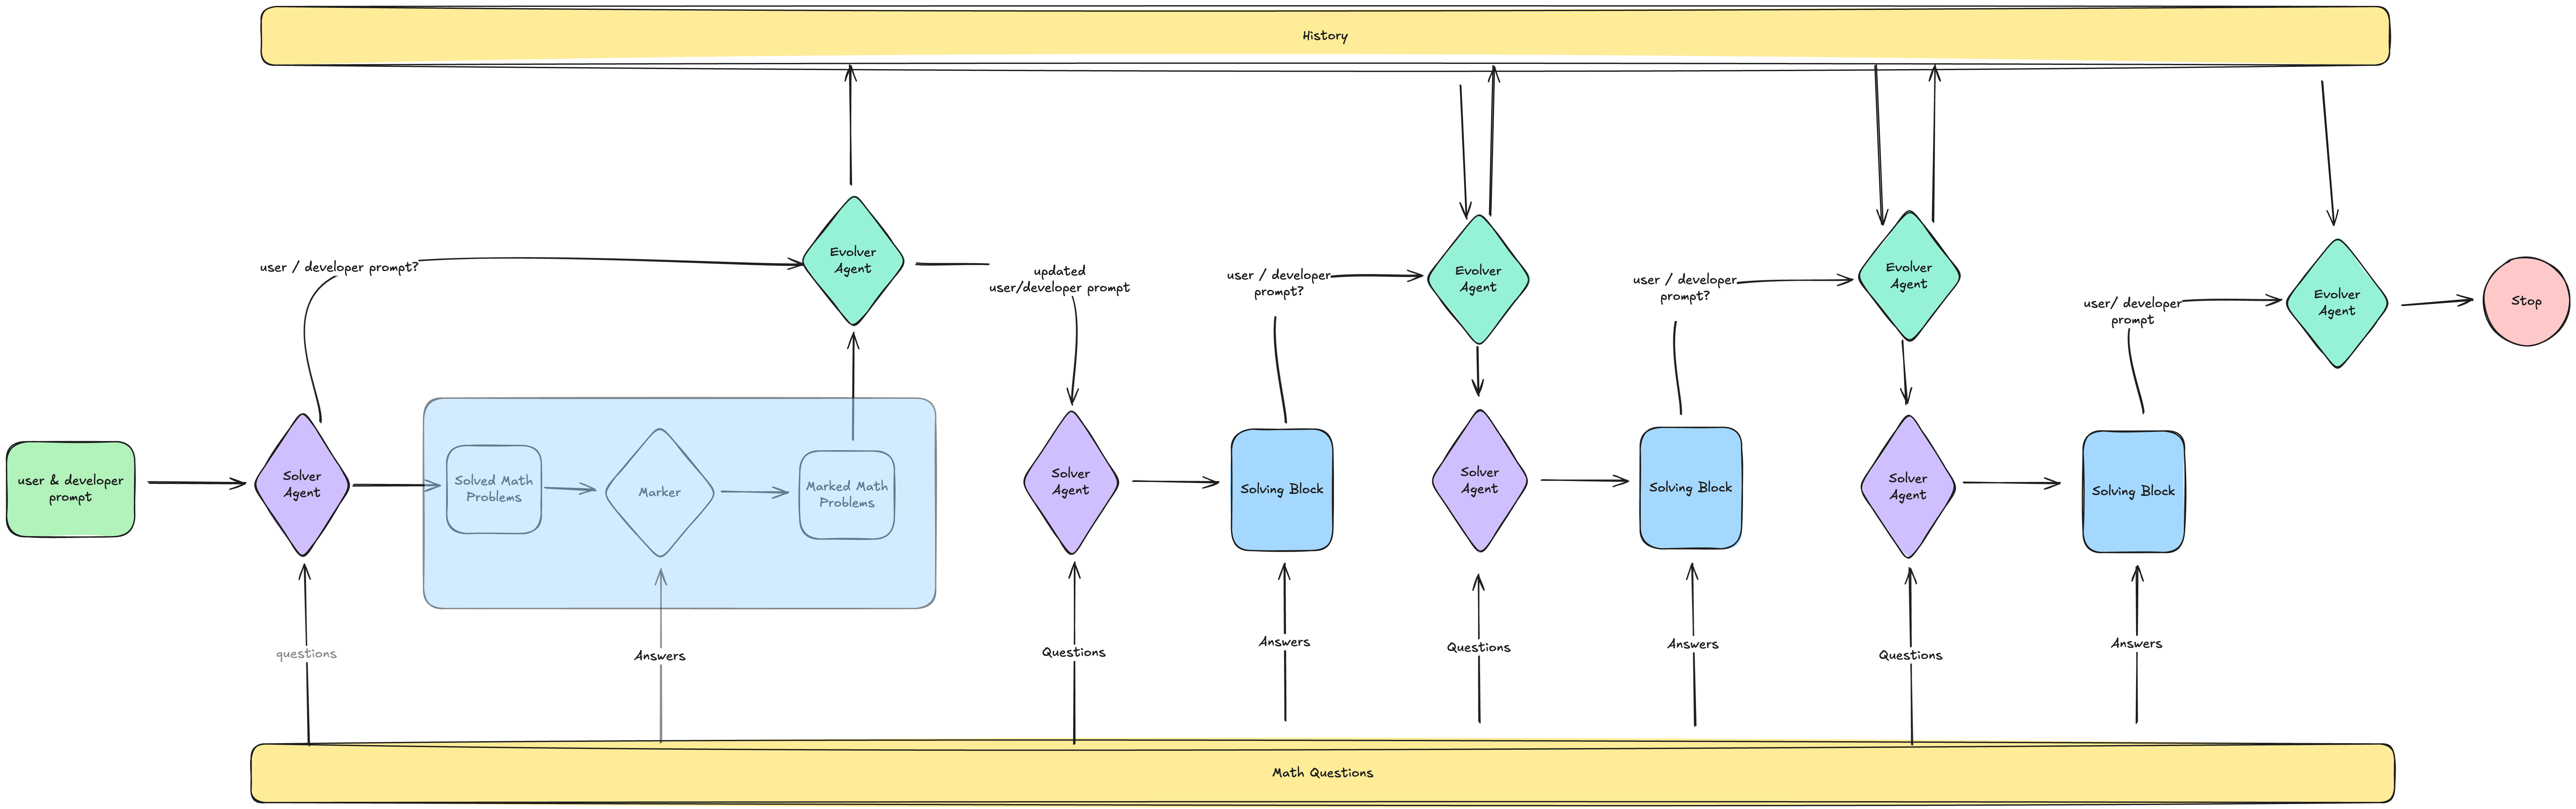 History
user / developer prompt?
Evolver
Agent
updated
user/developer prompt
user / developer
prompt?
Evolver
Agent
user / developer
prompt?
Evolver
Agent
user/ developer
prompt
Evolver
Agent
Stop
user & developer
prompt
Solver
Agent
Solved Math
Problems
Marker
Marked Math
Problems
Solver
Agent
Solving Block
Solver
Agent
Solving Block
Solver
Agent
Solving Block
questions
Answers
Questions
Answers
Questions
Answers
Questions
Answers
Math Questions